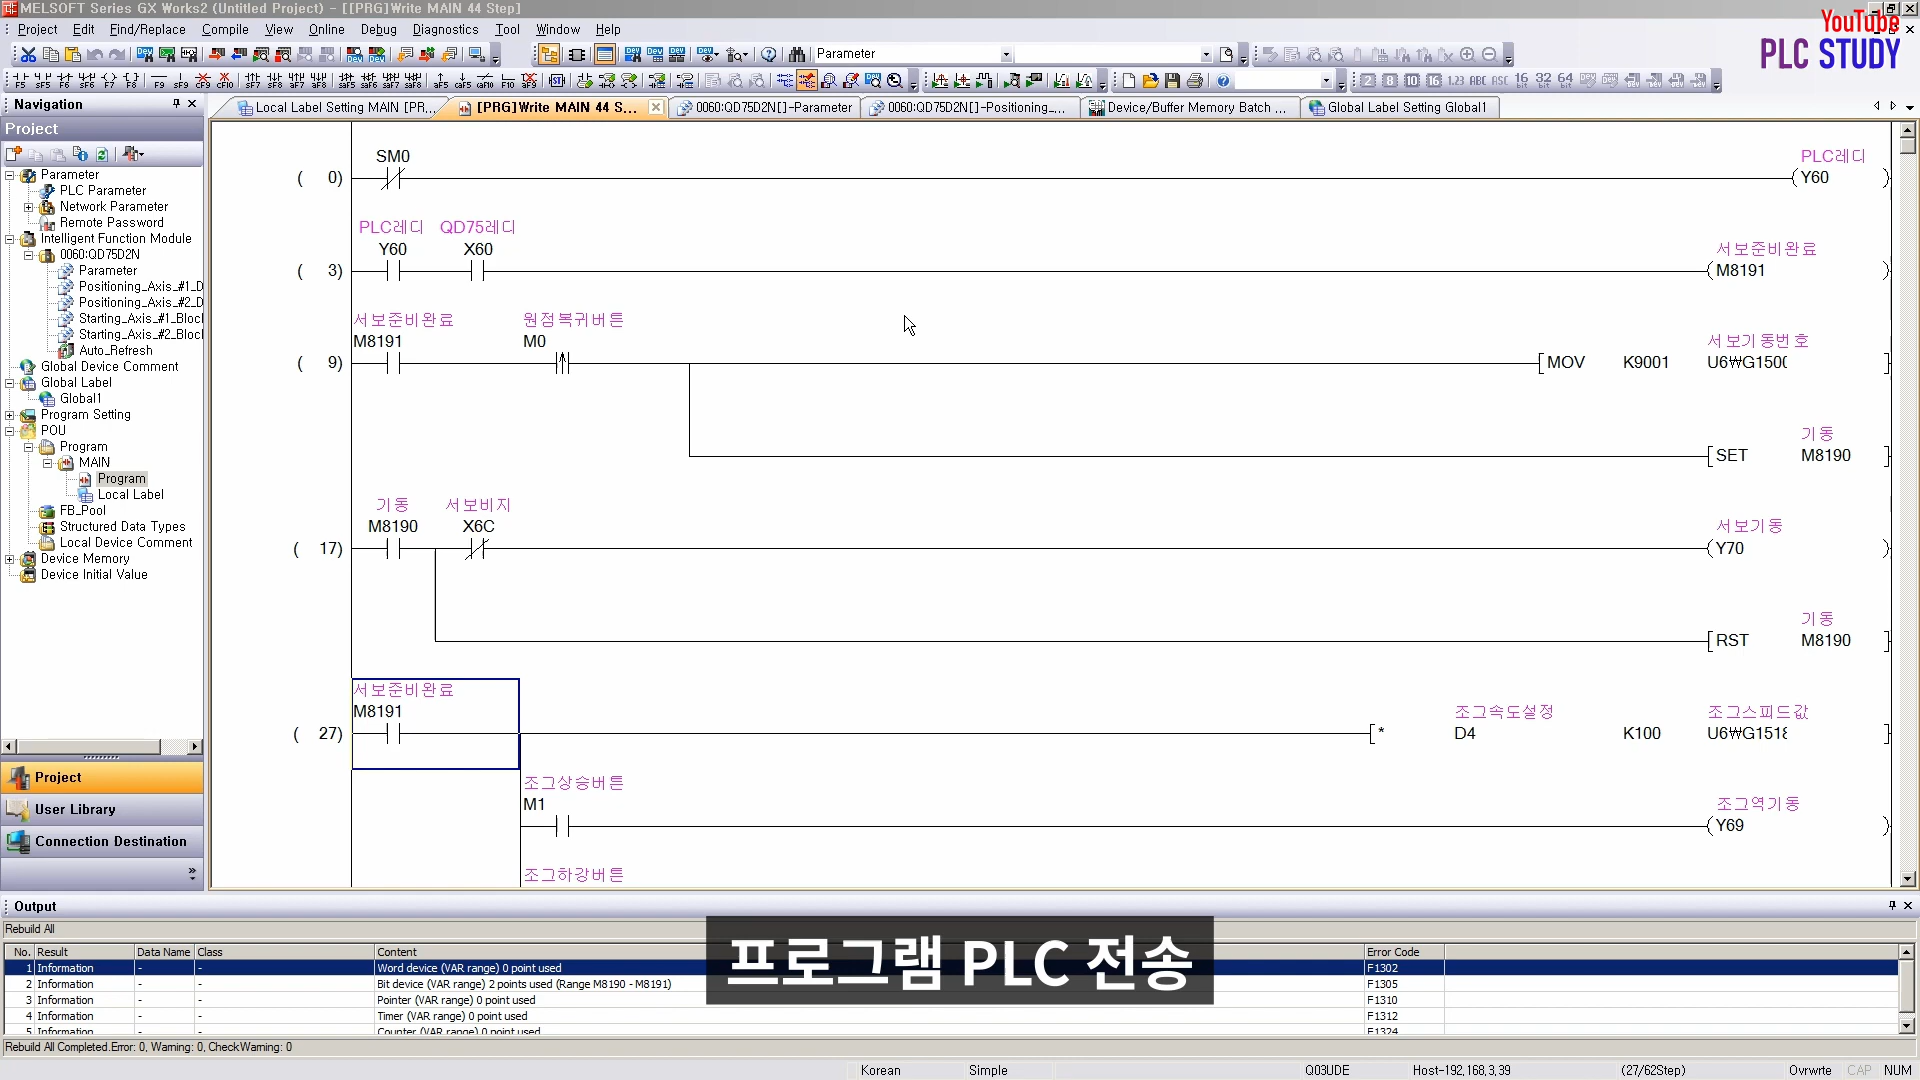 MELSOFT Series GX Works2 (Untitled Project) - [[PRG]Write MAIN 44 Step]
YouTube
PLC STUDY
Project Edit Find/Replace Compile View Online Debug Diagnostics Tool Window Help
Parameter
Navigation
Local Label Setting MAIN [PR...
[PRG]Write MAIN 44 S...
0060:QD75D2N[]-Parameter
0060:QD75D2N[]-Positioning_...
Device/Buffer Memory Batch ...
Global Label Setting Global1
Project
Parameter
PLC Parameter
Network Parameter
Remote Password
Intelligent Function Module
0060:QD75D2N
Parameter
Positioning_Axis_#1_D
Positioning_Axis_#2_D
Starting_Axis_#1_Block
Starting_Axis_#2_Block
Auto_Refresh
Global Device Comment
Global Label
Global1
Program Setting
POU
Program
MAIN
Program
Local Label
FB_Pool
Structured Data Types
Local Device Comment
Device Memory
Device Initial Value
Project
User Library
Connection Destination
SM0
PLC레디
( 0)
Y60
PLC레디 QD75레디
Y60 X60
서보준비완료
( 3)
M8191
서보준비완료 원점복귀버튼
M8191 M0
서보기동번호
( 9)
MOV K9001 U6₩G1500
기동
SET M8190
기동 서보비지
M8190 X6C
서보기동
( 17)
Y70
기동
RST M8190
서보준비완료
M8191
조그속도설정 조그스피드값
( 27)
* D4 K100 U6₩G1518
조그상승버튼
M1
조그역기동
Y69
조그하강버튼
Output
Rebuild All
No. Result Data Name Class Content Error Code
1 Information - - Word device (VAR range) 0 point used F1302
2 Information - - Bit device (VAR range) 2 points used (Range M8190 - M8191) F1305
3 Information - - Pointer (VAR range) 0 point used F1310
4 Information - - Timer (VAR range) 0 point used F1312
5 Information - - Counter (VAR range) 0 point used F1324
프로그램 PLC 전송
Rebuild All Completed.Error: 0, Warning: 0, CheckWarning: 0
Korean Simple Q03UDE Host-192.168.3.39 (27/62Step) Ovrwrte CAP NUM